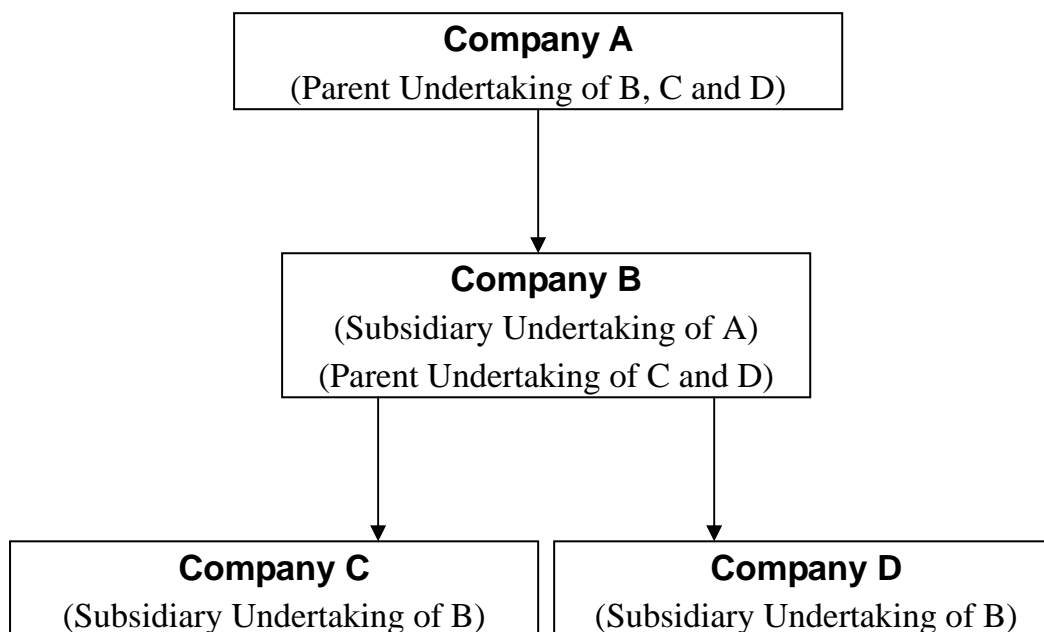 Company A
(Parent Undertaking of B, C and D)
Company B
(Subsidiary Undertaking of A)
(Parent Undertaking of C and D)
Company C
(Subsidiary Undertaking of B)
Company D
(Subsidiary Undertaking of B)